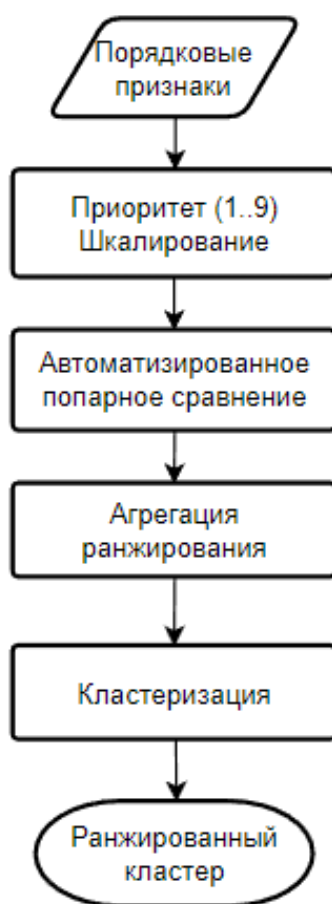 Порядковые
признаки
Приоритет (1..9)
Шкалирование
Автоматизированное
попарное сравнение
Агрегация
ранжирования
Кластеризация
Ранжированный
кластер